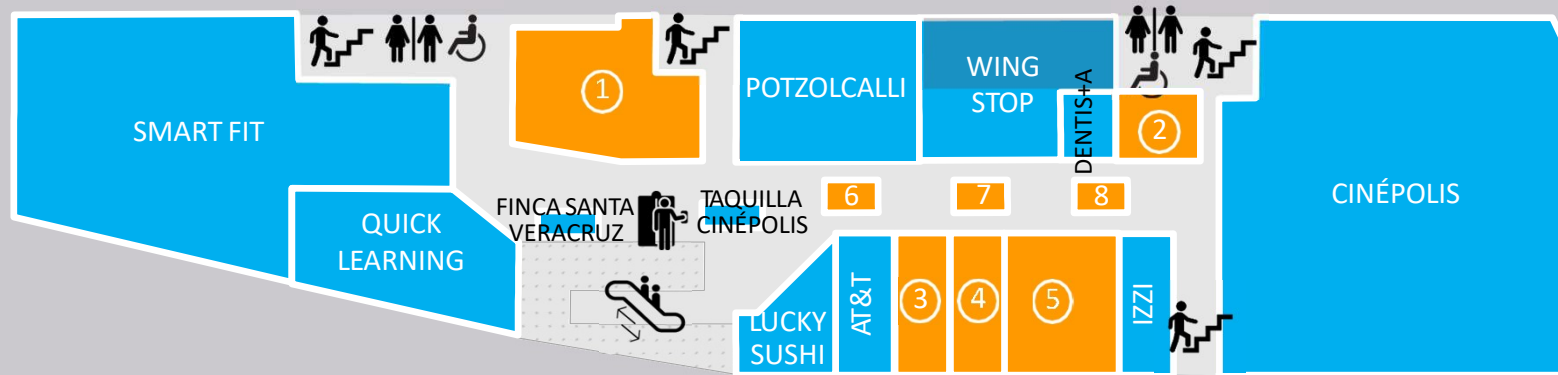 SMART FIT
QUICK
LEARNING
1
FINCA SANTA
VERACRUZ
TAQUILLA
CINÉPOLIS
POTZOLCALLI
WING
STOP
DENTIS+A
2
6
7
8
LUCKY
SUSHI
AT&T
3
4
5
IZZI
CINÉPOLIS